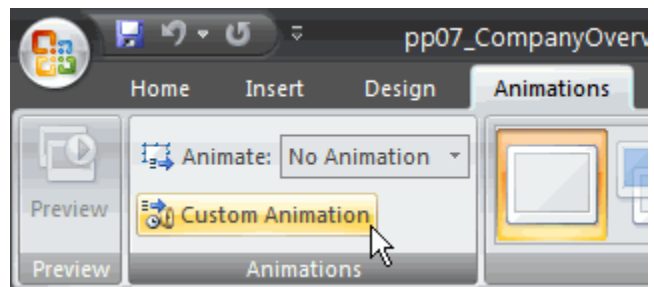 pp07_CompanyOverv
Home Insert Design Animations
Animate: No Animation
Preview
Custom Animation
Preview Animations